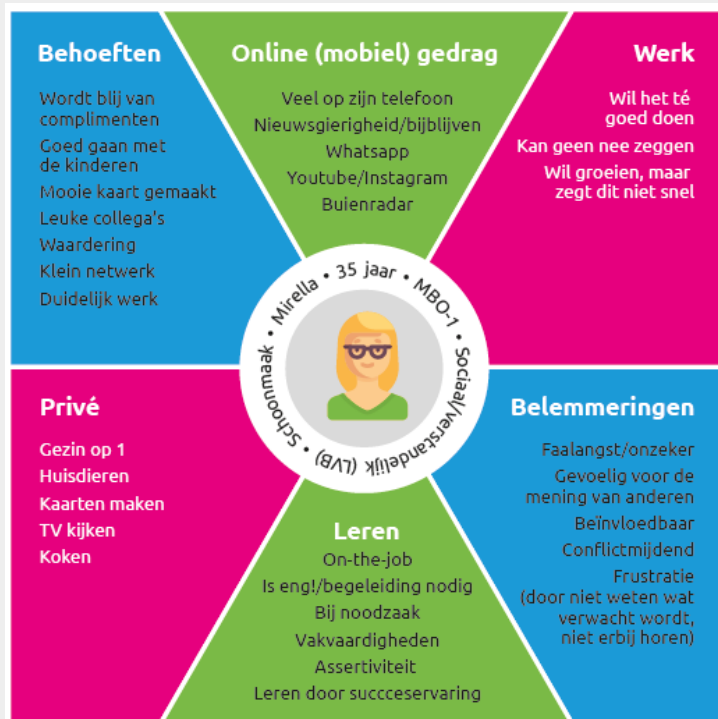 Behoeften
Wordt blij van
complimenten
Goed gaan met
de kinderen
Mooie kaart gemaakt
Leuke collega's
Waardering
Klein netwerk
Duidelijk werk
Online (mobiel) gedrag
Veel op zijn telefoon
Nieuwsgierigheid/bijblijven
Whatsapp
Youtube/Instagram
Buienradar
Werk
Wil het té
goed doen
Kan geen nee zeggen
Wil groeien, maar
zegt dit niet snel
Mirella • 35 jaar • MBO-1 • Sociaal/verstandelijk (LVB) • Schoonmaak •
Privé
Gezin op 1
Huisdieren
Kaarten maken
TV kijken
Koken
Leren
On-the-job
Is eng!/begeleiding nodig
Bij noodzaak
Vakvaardigheden
Assertiviteit
Leren door succceservaring
Belemmeringen
Faalangst/onzeker
Gevoelig voor de
mening van anderen
Beïnvloedbaar
Conflictmijdend
Frustratie
(door niet weten wat
verwacht wordt,
niet erbij horen)